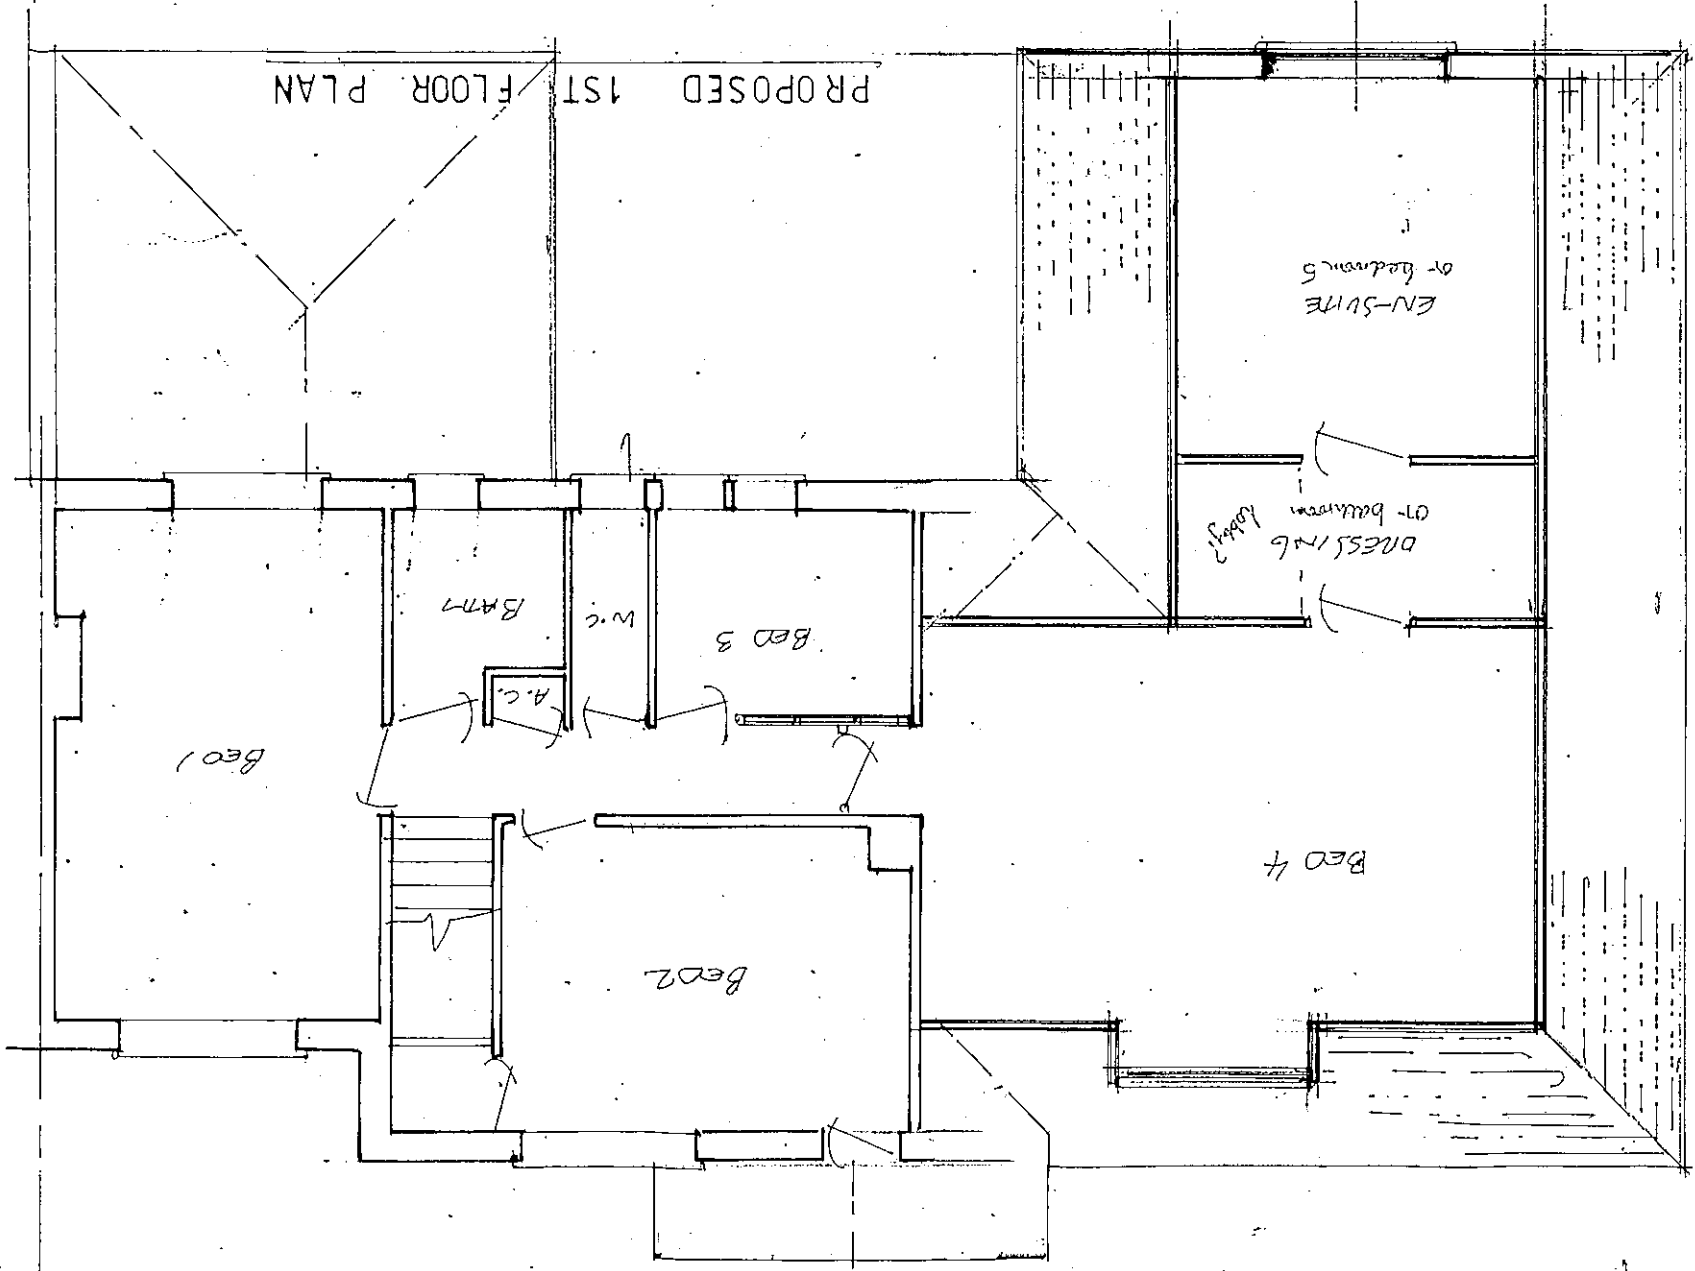 BED 4
BED 2
BED 1
BED 3
W.C
A.C.
BATH
DRESSING
or bathroom
lobby?
EN-SUITE
or bedroom 5
PROPOSED 1ST FLOOR PLAN